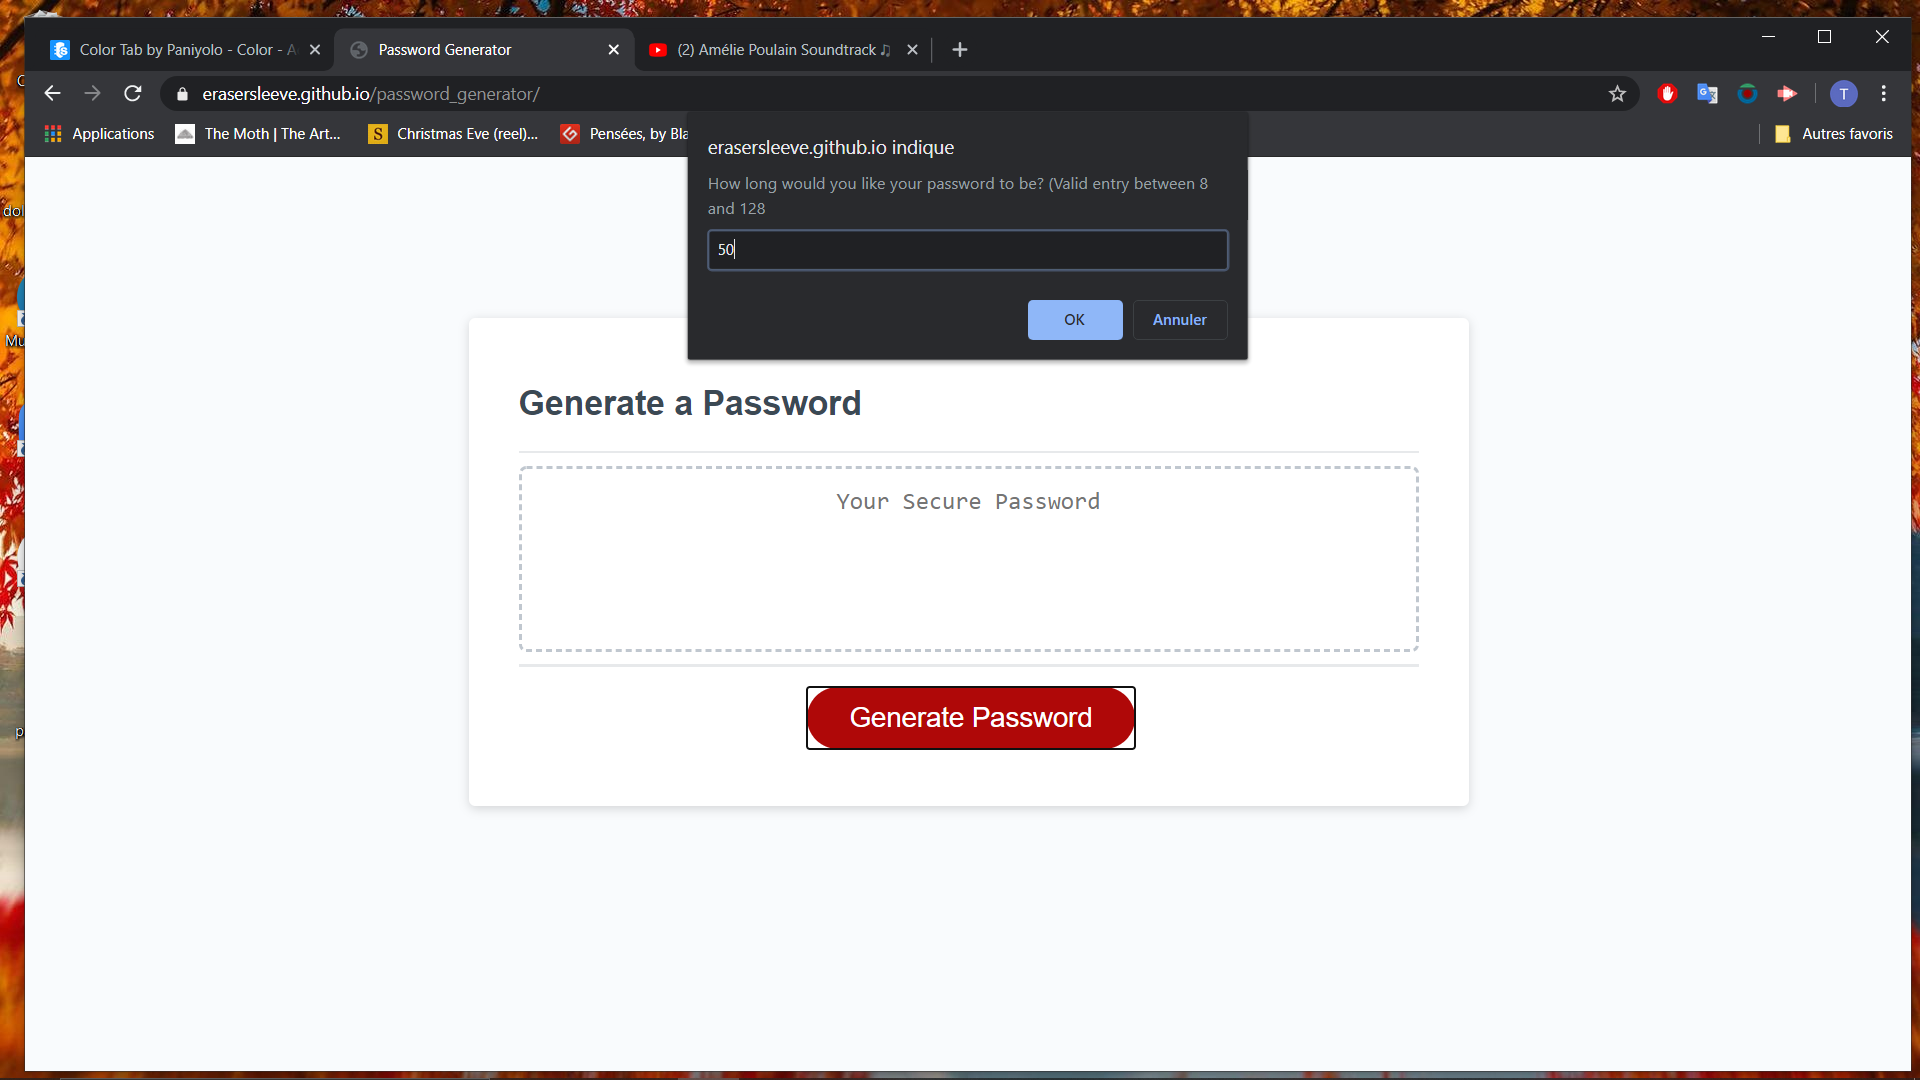 Color Tab by Paniyolo - Color - A
Password Generator
(2) Amélie Poulain Soundtrack ♫
erasersleeve.github.io/password_generator/
T
Applications
The Moth | The Art...
S
Christmas Eve (reel)...
Pensées, by Bla
Autres favoris
erasersleeve.github.io indique
How long would you like your password to be? (Valid entry between 8
and 128
50
OK
Annuler
Generate a Password
Your Secure Password
Generate Password